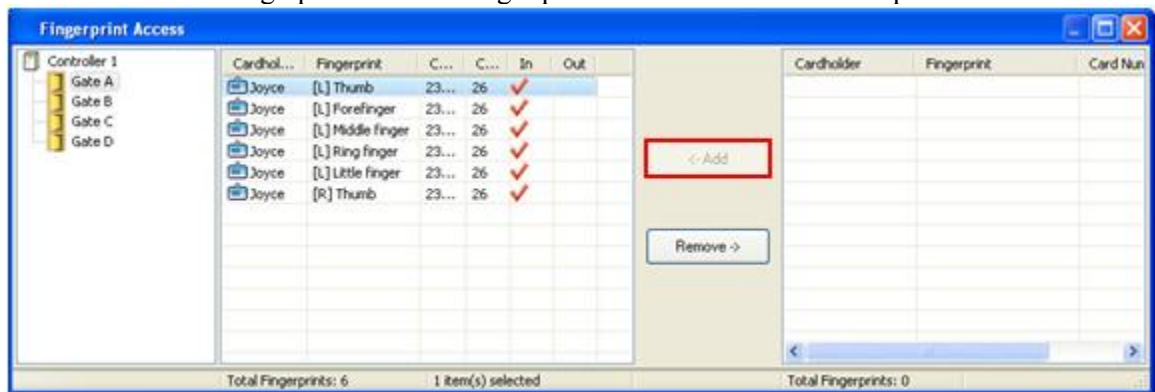 Fingerprint Access
Controller 1
Gate A
Gate B
Gate C
Gate D
Cardhol... Fingerprint C... C... In Out
Joyce [L] Thumb 23... 26
Joyce [L] Forefinger 23... 26
Joyce [L] Middle finger 23... 26
Joyce [L] Ring finger 23... 26
Joyce [L] Little finger 23... 26
Joyce [R] Thumb 23... 26
<- Add
Remove ->
Cardholder Fingerprint Card Num
Total Fingerprints: 6 1 item(s) selected Total Fingerprints: 0